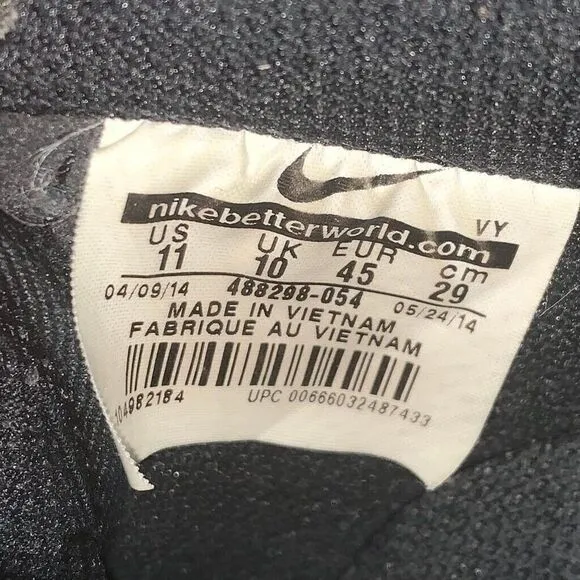 nikebetterworld.com VY
US UK EUR cm
11 10 45 29
04/09/14 488298-054 05/24/14
MADE IN VIETNAM
FABRIQUE AU VIETNAM
UPC 00666032487433